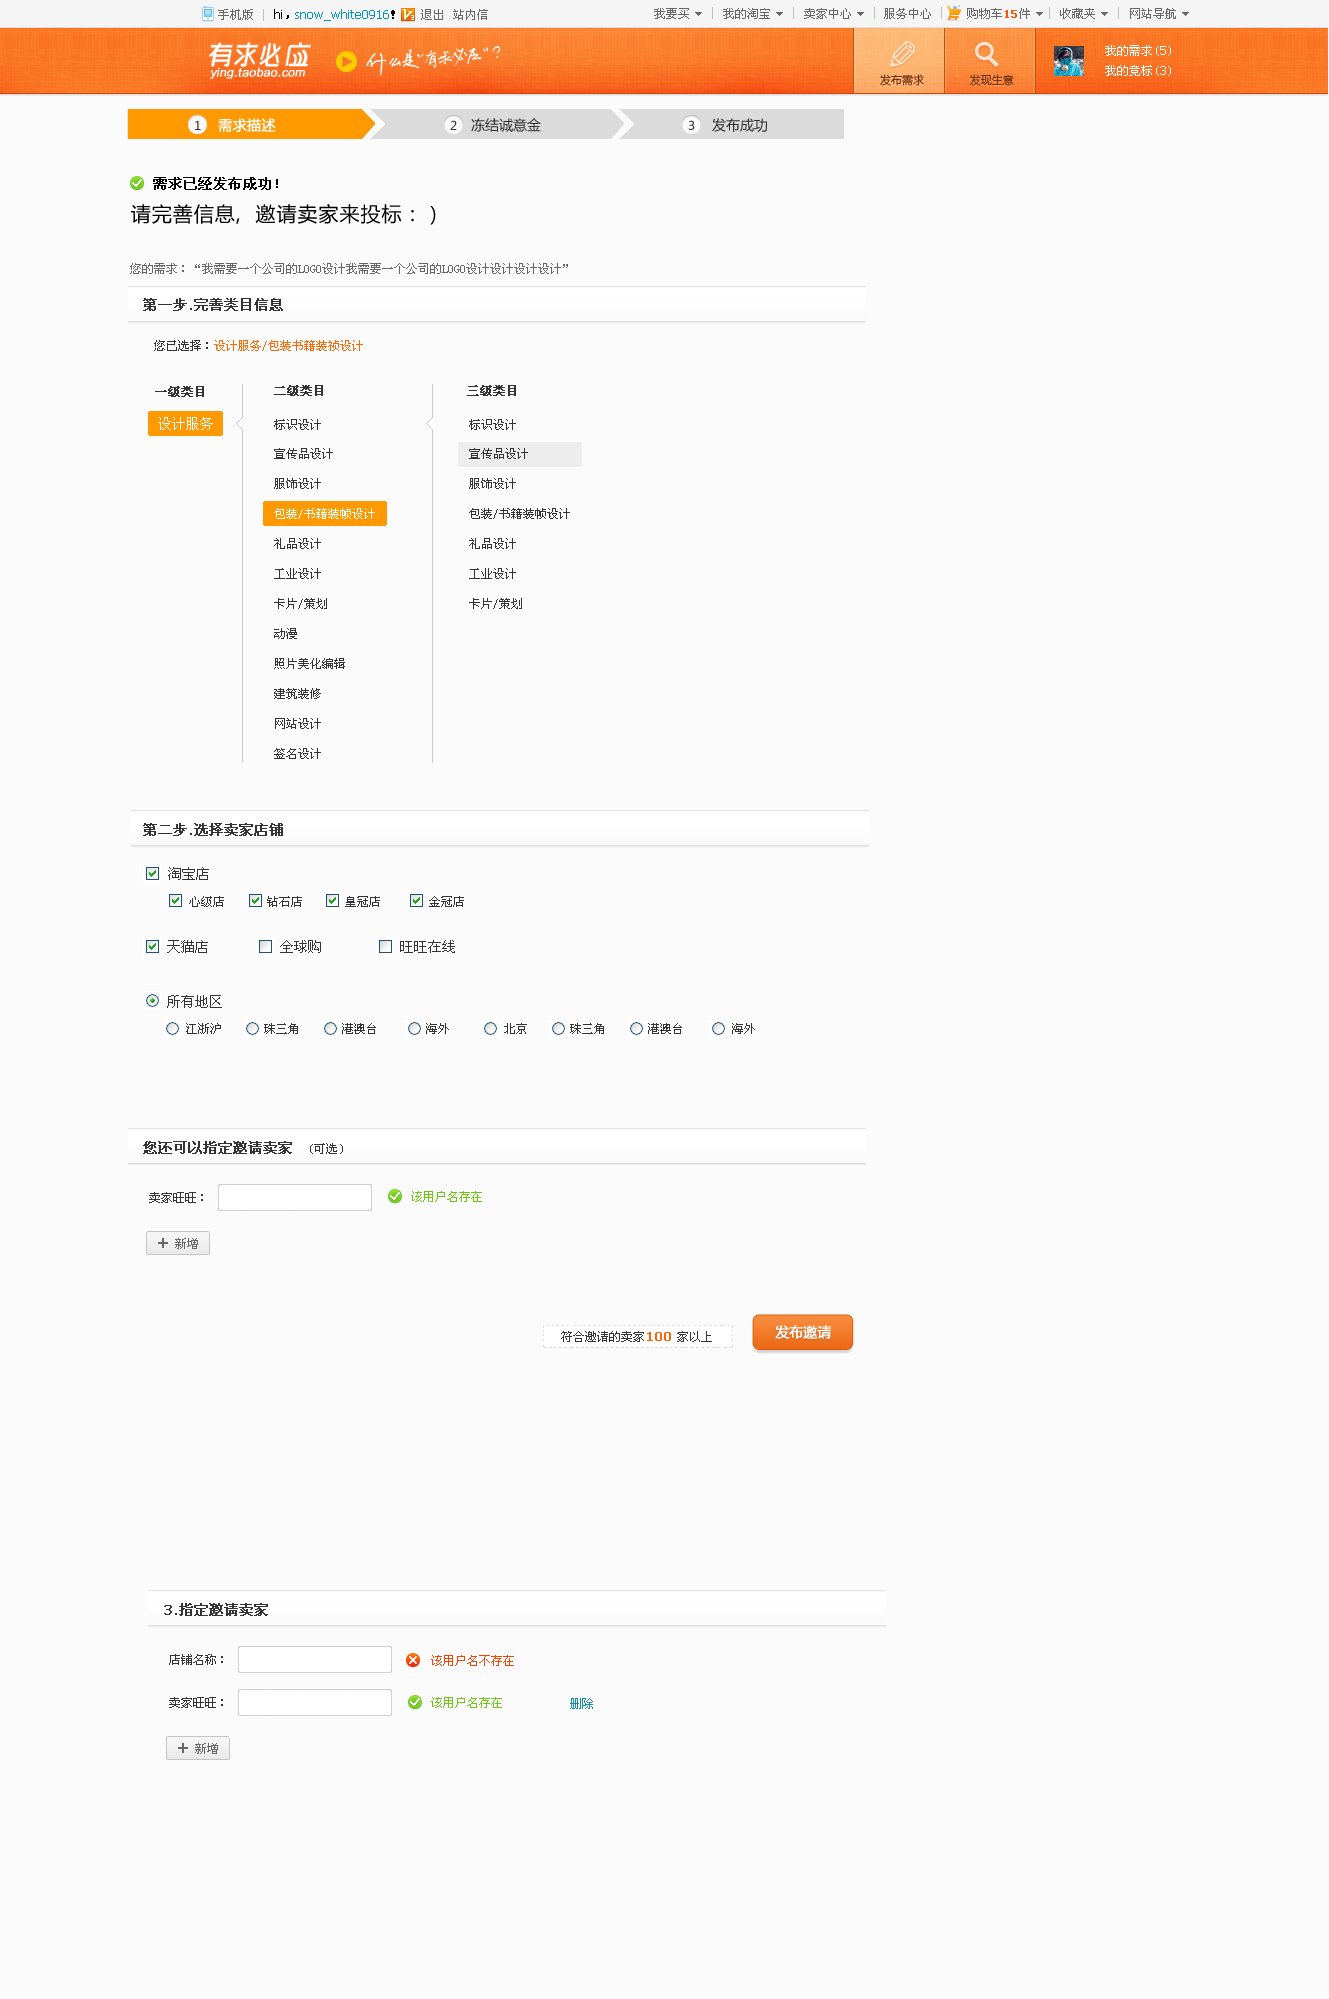 手机版 hi，snow_white0916！ 退出 站内信 我要买 我的淘宝 卖家中心 服务中心 购物车15件 收藏夹 网站导航
有求必应 什么是“有求必应”？ 发布需求 发现生意 我的需求(5)
ying.taobao.com 我的竞标(3)
1 需求描述 2 冻结诚意金 3 发布成功
需求已经发布成功！
请完善信息，邀请卖家来投标：）
您的需求：“我需要一个公司的LOGO设计我需要一个公司的LOGO设计设计设计设计”
第一步.完善类目信息
您已选择：设计服务/包装书籍装帧设计
一级类目 二级类目 三级类目
设计服务 标识设计 标识设计
宣传品设计 宣传品设计
服饰设计 服饰设计
包装/书籍装帧设计 包装/书籍装帧设计
礼品设计 礼品设计
工业设计 工业设计
卡片/策划 卡片/策划
动漫
照片美化编辑
建筑装修
网站设计
签名设计
第二步.选择卖家店铺
淘宝店
心级店 钻石店 皇冠店 金冠店
天猫店 全球购 旺旺在线
所有地区
江浙沪 珠三角 港澳台 海外 北京 珠三角 港澳台 海外
您还可以指定邀请卖家 （可选）
卖家旺旺： 该用户名存在
+ 新增
符合邀请的卖家100 家以上 发布邀请
3.指定邀请卖家
店铺名称： 该用户名不存在
卖家旺旺： 该用户名存在 删除
+ 新增